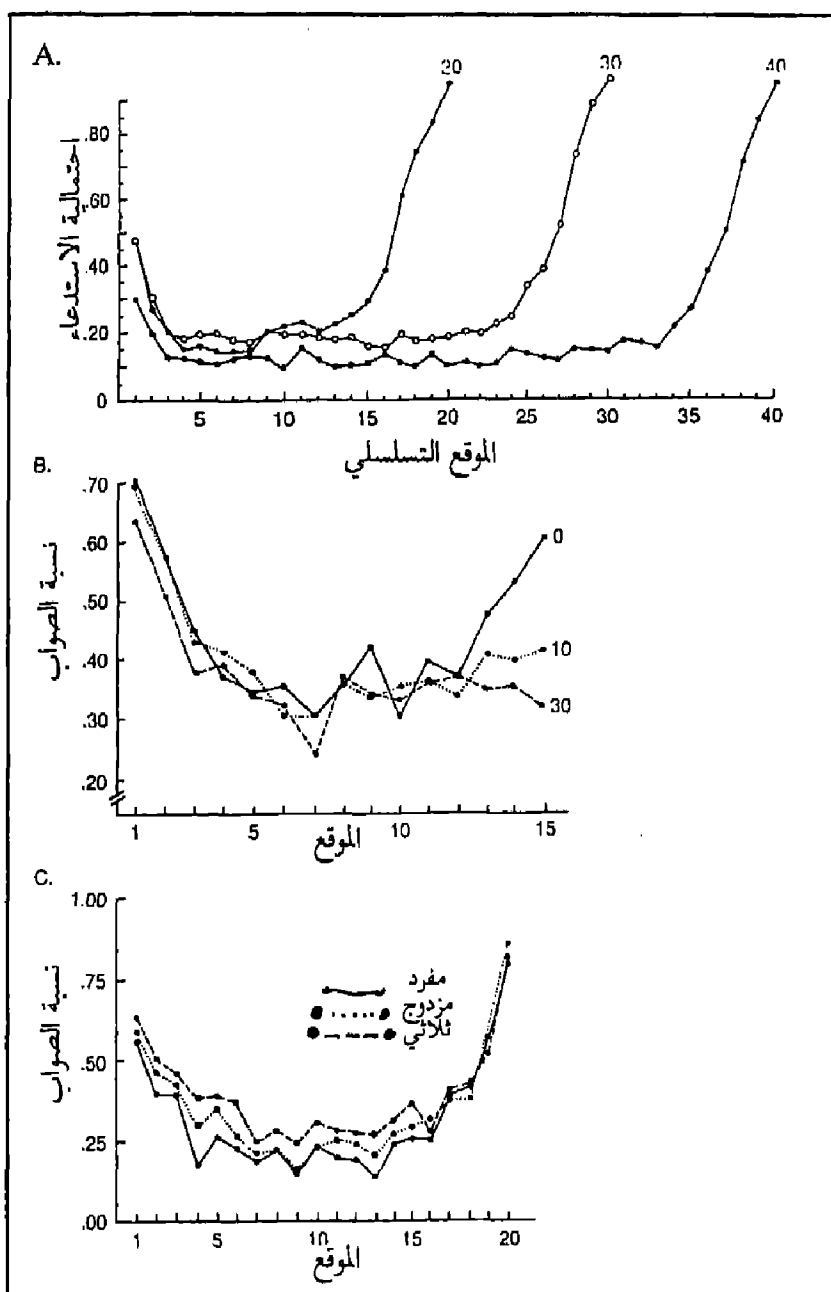 A.
20 30 40
احتمالية الاستدعاء
.80
.60
.40
.20
0
5 10 15 20 25 30 35 40
الموقع التسلسلي
B.
نسبة الصواب
.70
.60
.50
.40
.30
.20
0
10
30
1 5 10 15
الموقع
C.
نسبة الصواب
1.00
.75
.50
.25
.00
مفرد
مزدوج
ثلاثي
1 5 10 15 20
الموقع